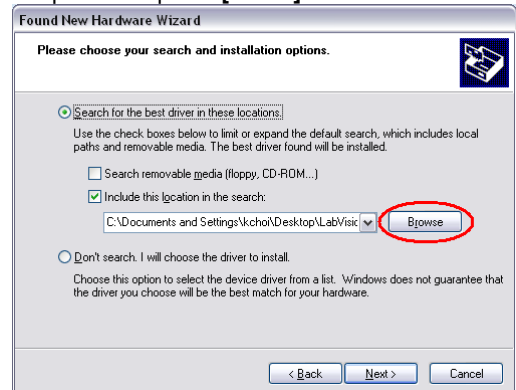 Found New Hardware Wizard
Please choose your search and installation options.
Search for the best driver in these locations.
Use the check boxes below to limit or expand the default search, which includes local
paths and removable media. The best driver found will be installed.
Search removable media (floppy, CD-ROM...)
Include this location in the search:
C:\Documents and Settings\kchoi\Desktop\LabVisic
Browse
Don't search. I will choose the driver to install.
Choose this option to select the device driver from a list. Windows does not guarantee that
the driver you choose will be the best match for your hardware.
< Back Next > Cancel